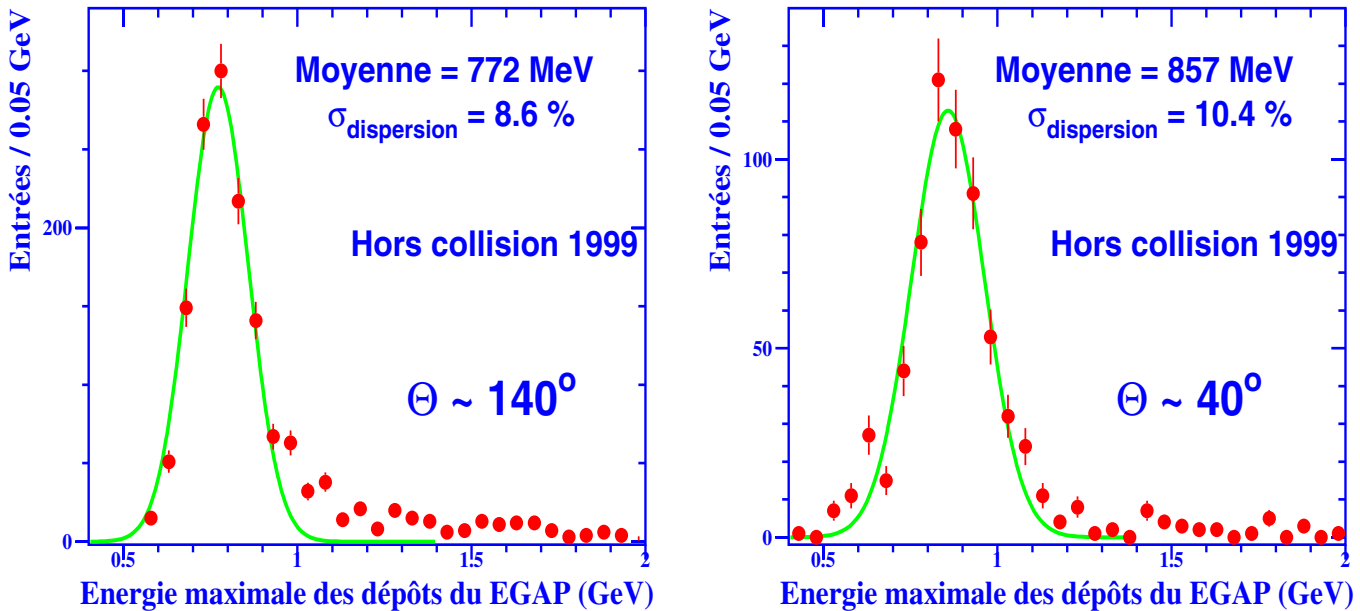 Entrées / 0.05 GeV
200
0
Moyenne = 772 MeV
σdispersion = 8.6 %
Hors collision 1999
Θ ~ 140o
0.5
1
1.5
2
Energie maximale des dépôts du EGAP (GeV)
Entrées / 0.05 GeV
100
50
0
Moyenne = 857 MeV
σdispersion = 10.4 %
Hors collision 1999
Θ ~ 40o
0.5
1
1.5
2
Energie maximale des dépôts du EGAP (GeV)